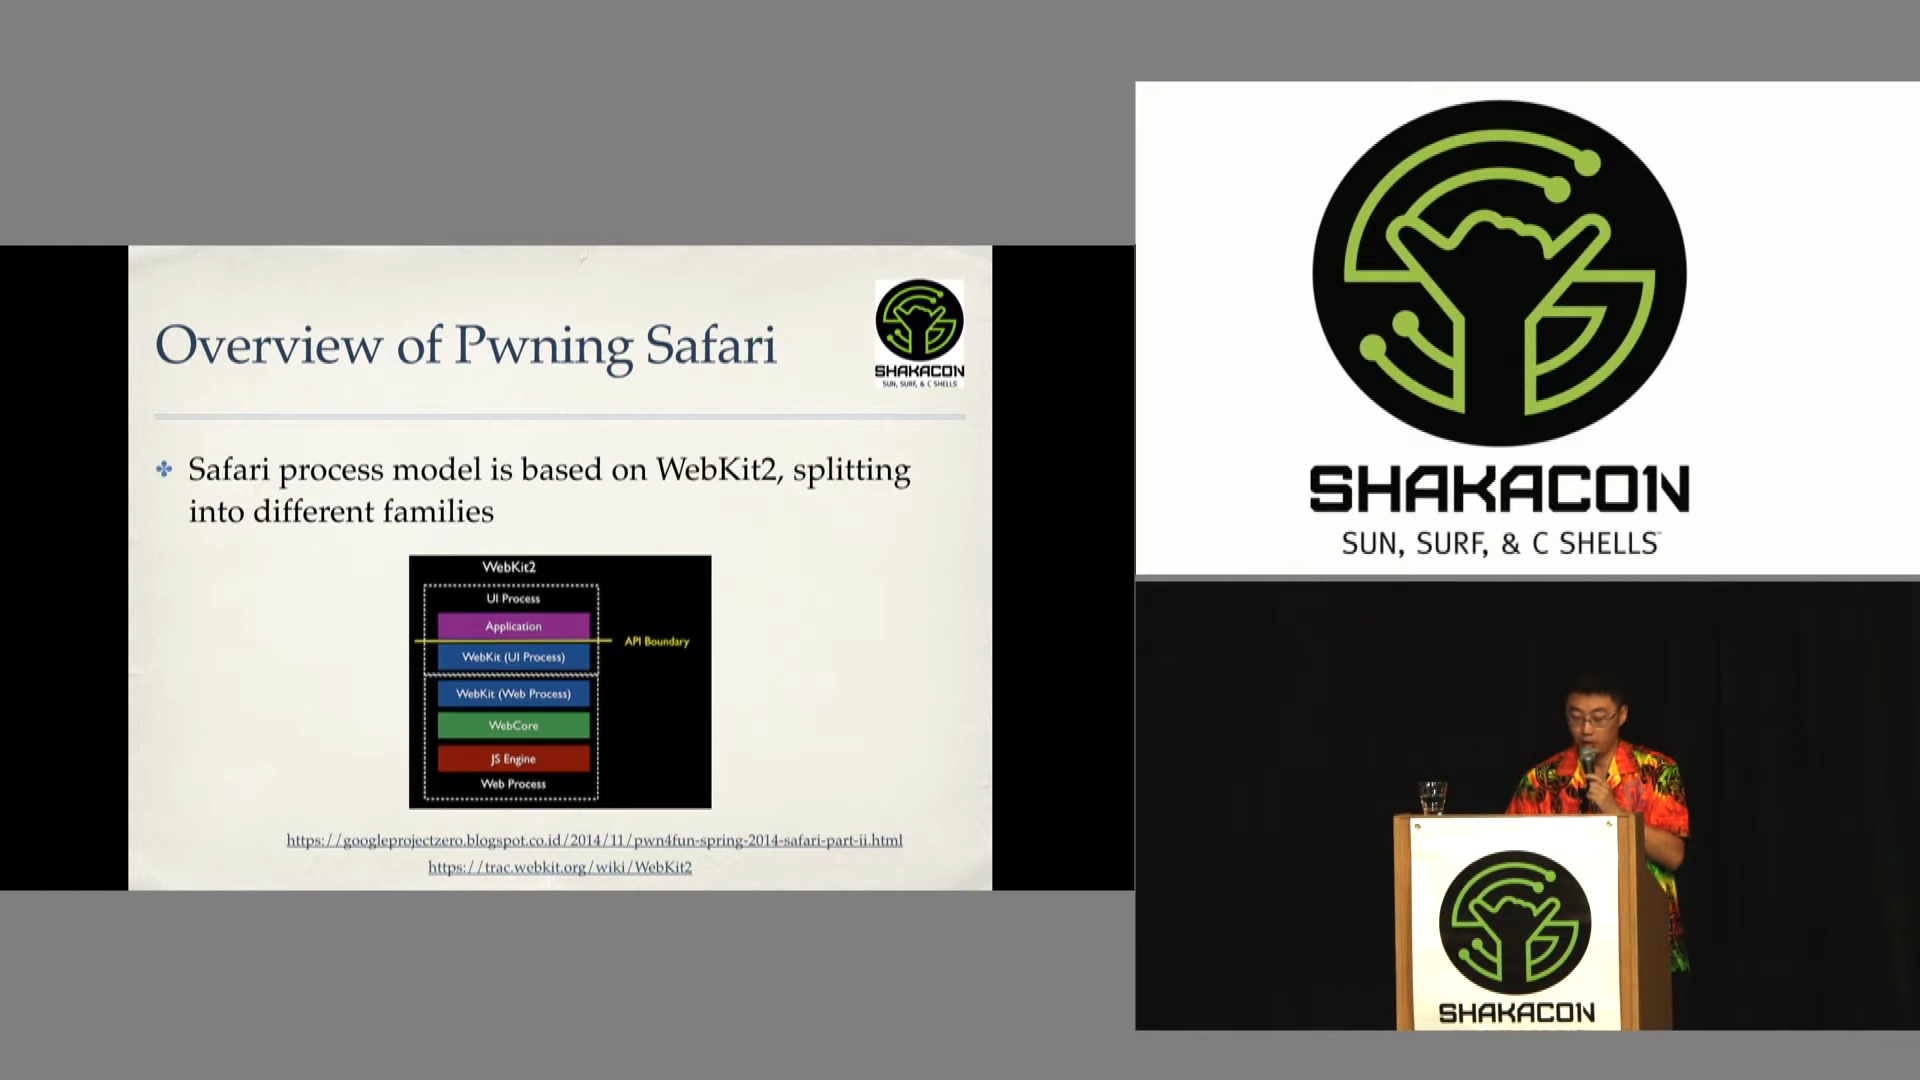 Overview of Pwning Safari
SHAKACON
SUN, SURF, & C SHELLS
Safari process model is based on WebKit2, splitting
into different families
WebKit2
UI Process
Application
API Boundary
WebKit (UI Process)
WebKit (Web Process)
WebCore
JS Engine
Web Process
https://googleprojectzero.blogspot.co.id/2014/11/pwn4fun-spring-2014-safari-part-ii.html
https://trac.webkit.org/wiki/WebKit2
SHAKACON
SUN, SURF, & C SHELLS™
SHAKACON